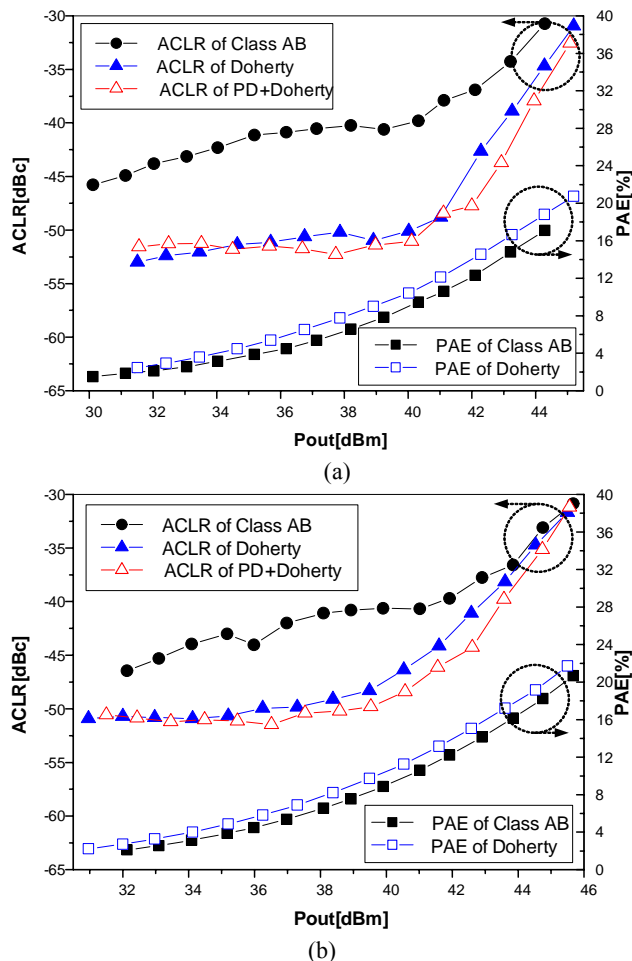 -30
-35
-40
-45
-50
-55
-60
-65
ACLR[dBc]
ACLR of Class AB
ACLR of Doherty
ACLR of PD+Doherty
40
36
32
28
24
20
16
12
8
4
0
PAE[%]
PAE of Class AB
PAE of Doherty
30 32 34 36 38 40 42 44
Pout[dBm]
(a)
-30
-35
-40
-45
-50
-55
-60
-65
ACLR[dBc]
ACLR of Class AB
ACLR of Doherty
ACLR of PD+Doherty
40
36
32
28
24
20
16
12
8
4
0
PAE[%]
PAE of Class AB
PAE of Doherty
32 34 36 38 40 42 44 46
Pout[dBm]
(b)